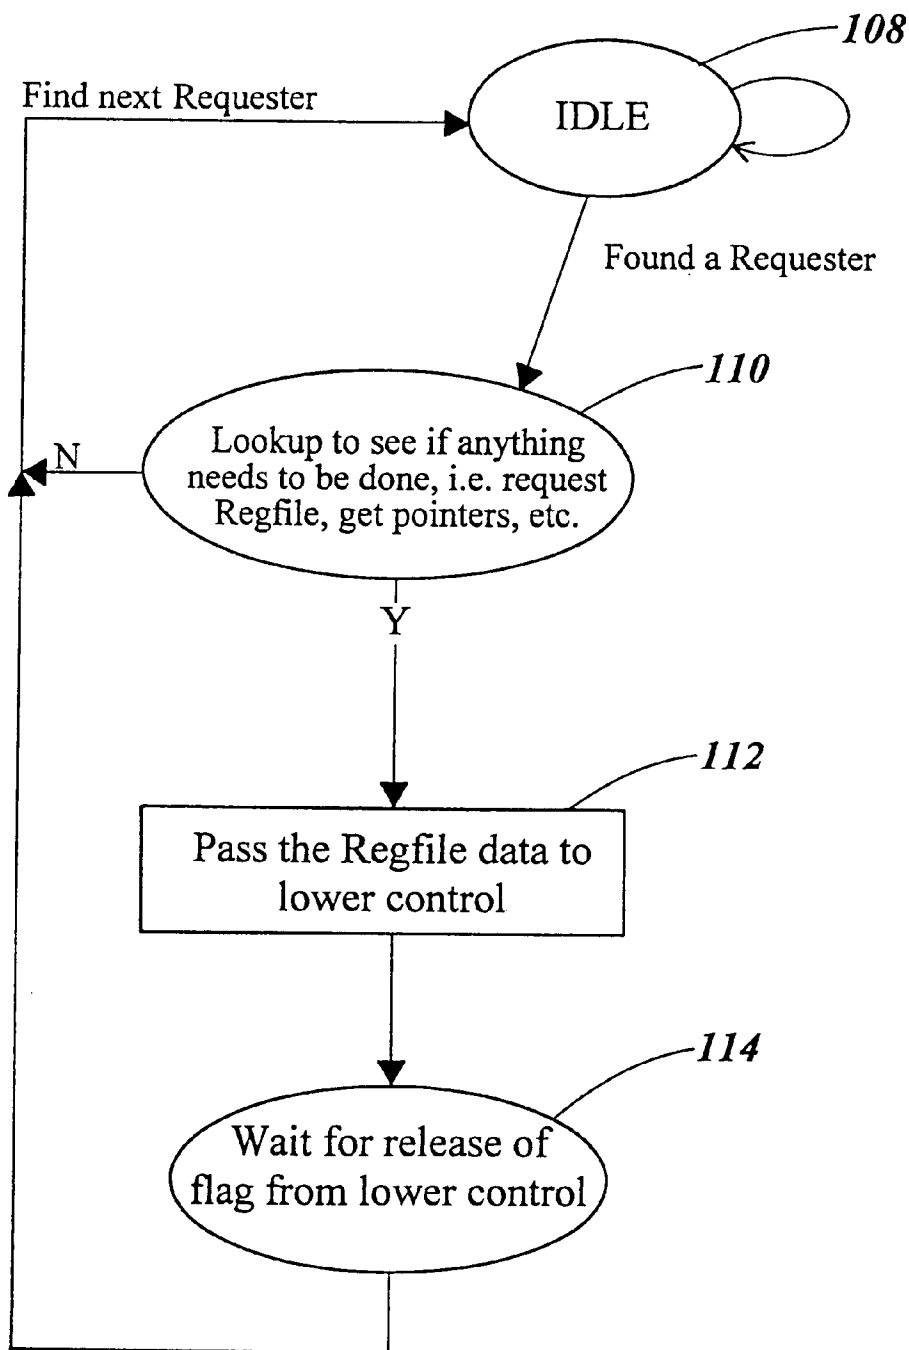 108
Find next Requester
IDLE
Found a Requester
110
Lookup to see if anything
needs to be done, i.e. request
Regfile, get pointers, etc.
N
Y
112
Pass the Regfile data to
lower control
114
Wait for release of
flag from lower control